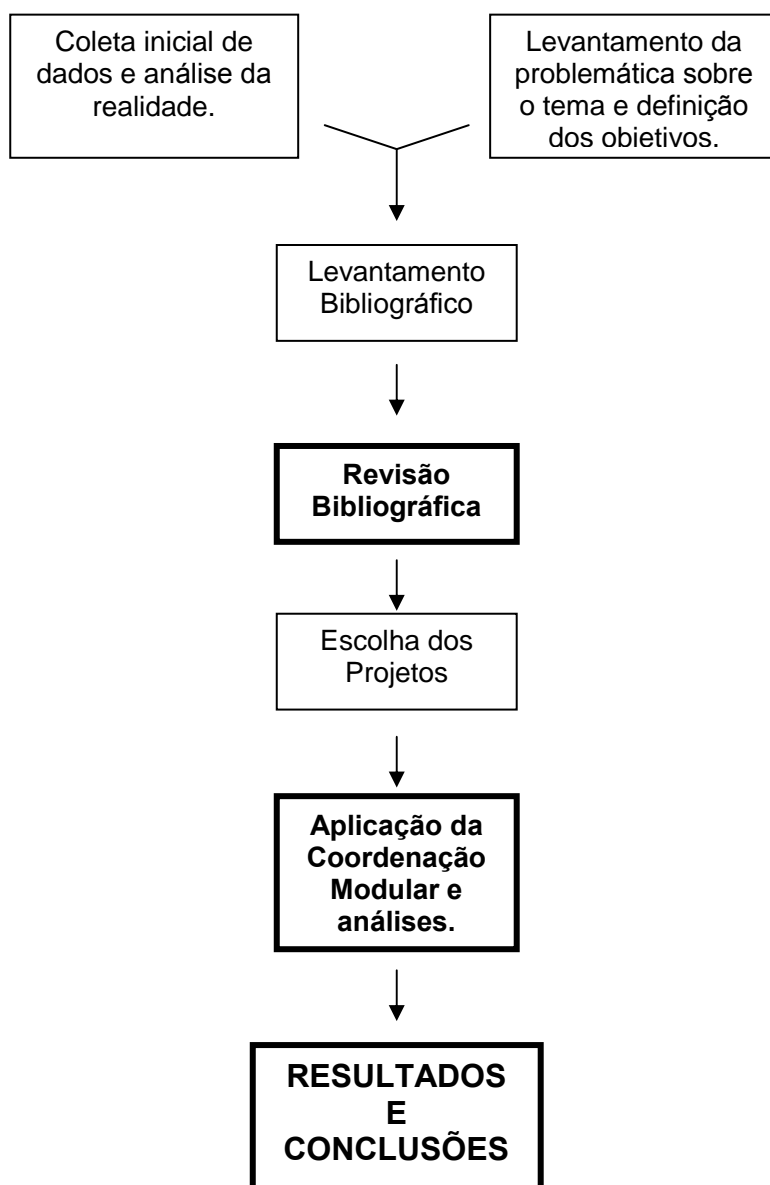 Coleta inicial de
dados e análise da
realidade.
Levantamento da
problemática sobre
o tema e definição
dos objetivos.
Levantamento
Bibliográfico
Revisão
Bibliográfica
Escolha dos
Projetos
Aplicação da
Coordenação
Modular e
análises.
RESULTADOS
E
CONCLUSÕES